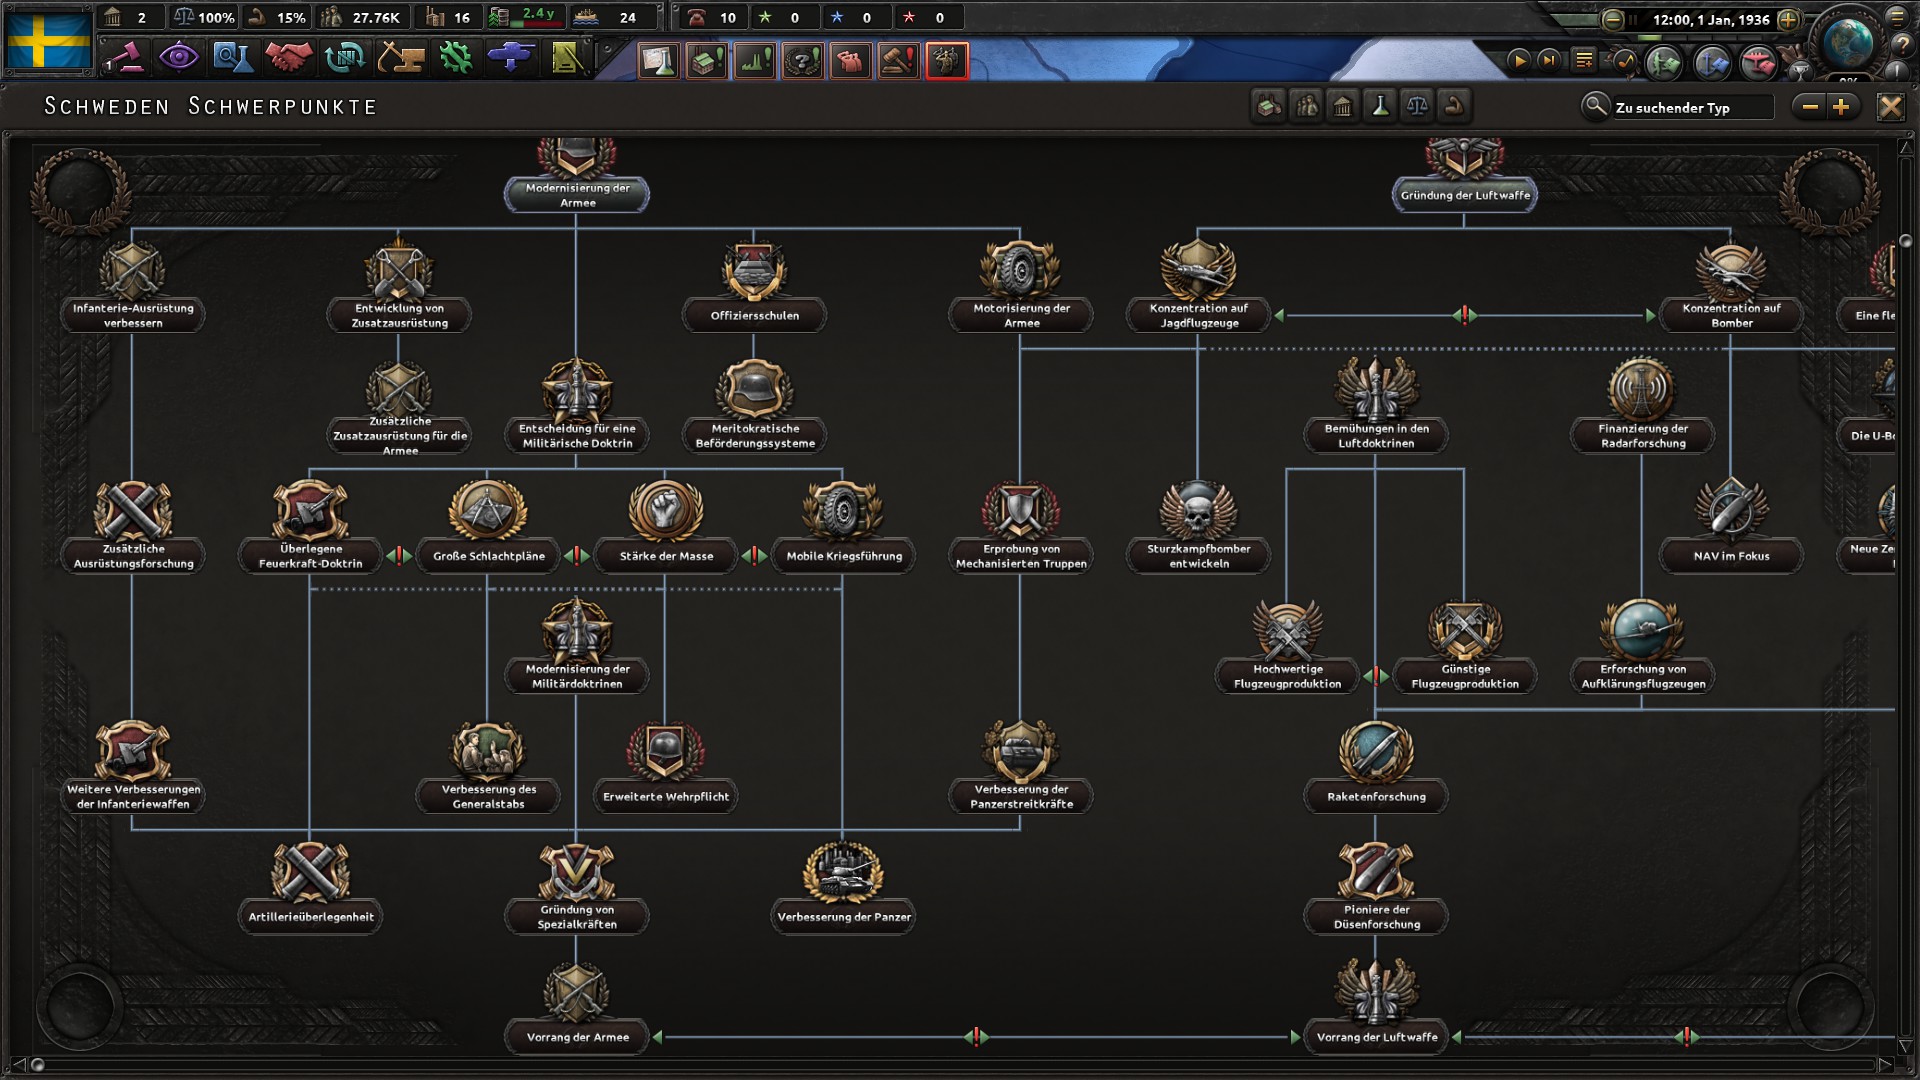 2
100%
15%
27.76K
16
2.4 y
24
10
0
0
0
12:00, 1 Jan, 1936
1
0%
Schweden Schwerpunkte
Zu suchender Typ
Modernisierung der
Armee
Gründung der Luftwaffe
Infanterie-Ausrüstung
verbessern
Entwicklung von
Zusatzausrüstung
Offiziersschulen
Motorisierung der
Armee
Konzentration auf
Jagdflugzeuge
Konzentration auf
Bomber
Eine fle
Zusätzliche
Zusatzausrüstung für die
Armee
Entscheidung für eine
Militärische Doktrin
Meritokratische
Beförderungssysteme
Bemühungen in den
Luftdoktrinen
Finanzierung der
Radarforschung
Die U-Bo
Zusätzliche
Ausrüstungsforschung
Überlegene
Feuerkraft-Doktrin
Große Schlachtpläne
Stärke der Masse
Mobile Kriegsführung
Erprobung von
Mechanisierten Truppen
Sturzkampfbomber
entwickeln
NAV im Fokus
Neue Ze
Modernisierung der
Militärdoktrinen
Hochwertige
Flugzeugproduktion
Günstige
Flugzeugproduktion
Erforschung von
Aufklärungsflugzeugen
Weitere Verbesserungen
der Infanteriewaffen
Verbesserung des
Generalstabs
Erweiterte Wehrpflicht
Verbesserung der
Panzerstreitkräfte
Raketenforschung
Artillerieüberlegenheit
Gründung von
Spezialkräften
Verbesserung der Panzer
Pioniere der
Düsenforschung
Vorrang der Armee
Vorrang der Luftwaffe